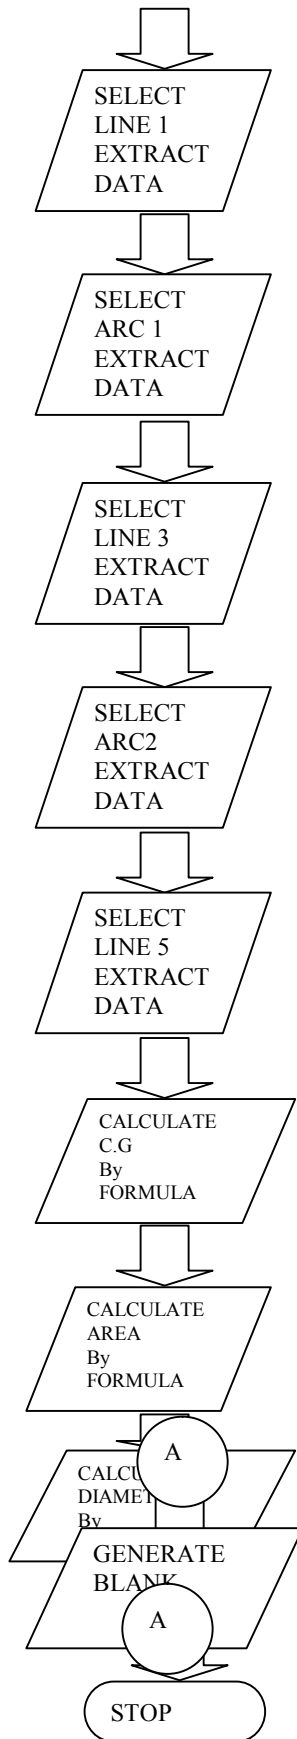 SELECT
LINE 1
EXTRACT
DATA
SELECT
ARC 1
EXTRACT
DATA
SELECT
LINE 3
EXTRACT
DATA
SELECT
ARC2
EXTRACT
DATA
SELECT
LINE 5
EXTRACT
DATA
CALCULATE
C.G
By
FORMULA
CALCULATE
AREA
By
FORMULA
A
By
GENERATE
BLANK
A
STOP